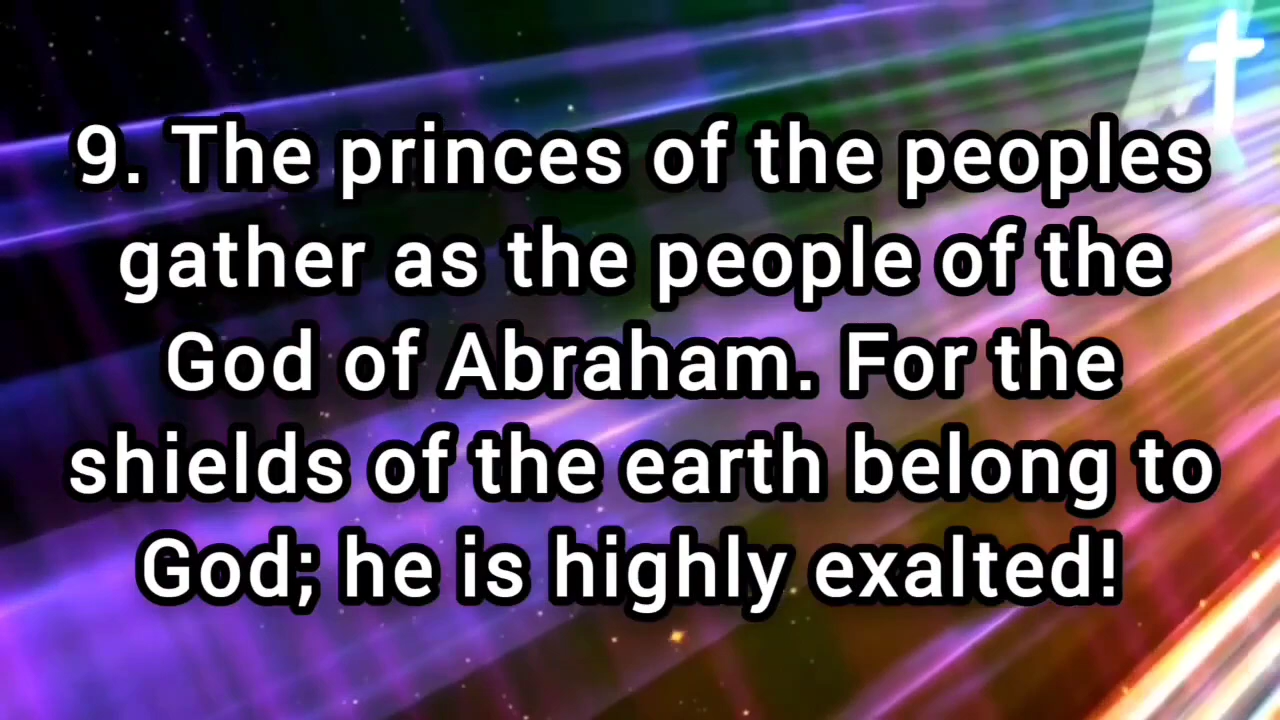 9. The princes of the peoples
gather as the people of the
God of Abraham. For the
shields of the earth belong to
God; he is highly exalted!